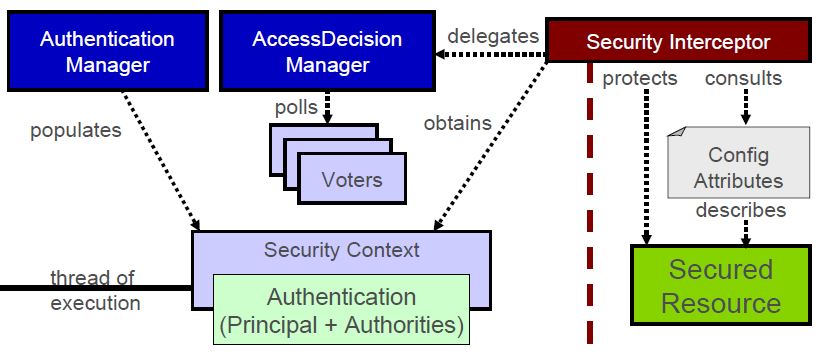 Authentication
Manager
AccessDecision
Manager
delegates
Security Interceptor
polls
protects
consults
populates
obtains
Voters
Config
Attributes
describes
Security Context
thread of
execution
Authentication
(Principal + Authorities)
Secured
Resource